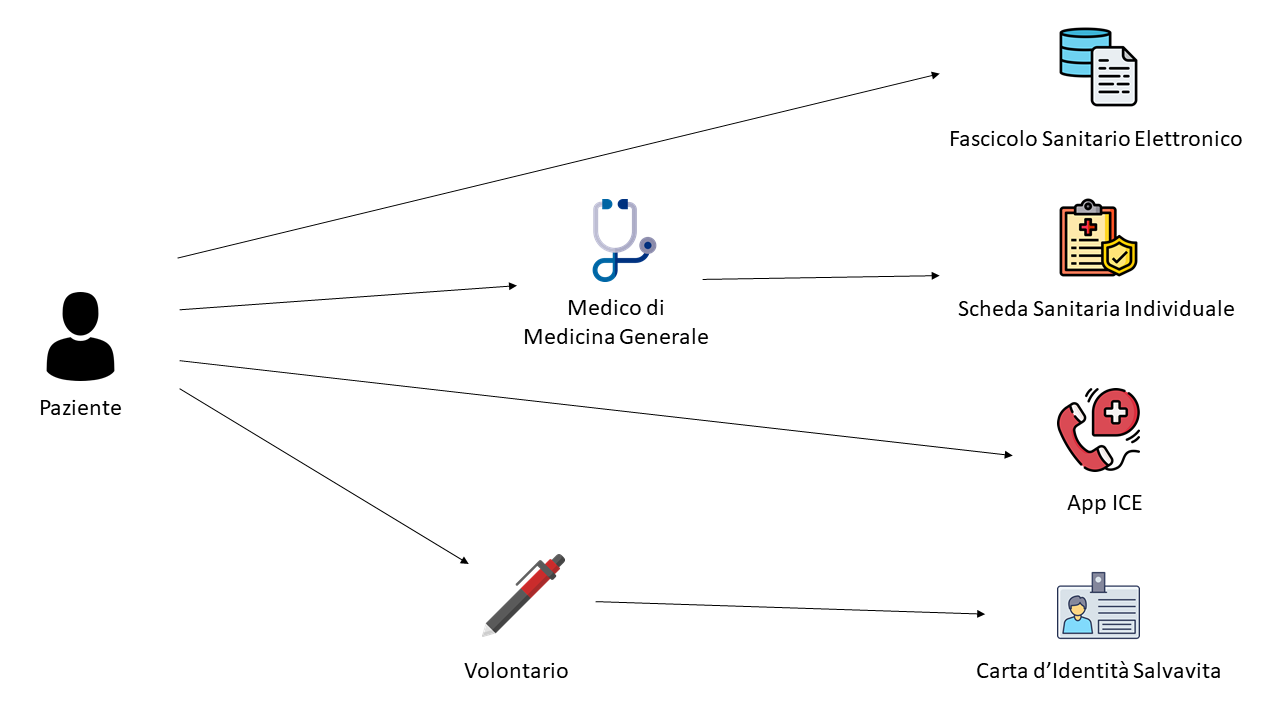 Fascicolo Sanitario Elettronico
Medico di
Medicina Generale
Scheda Sanitaria Individuale
Paziente
App ICE
Volontario
Carta d’Identità Salvavita